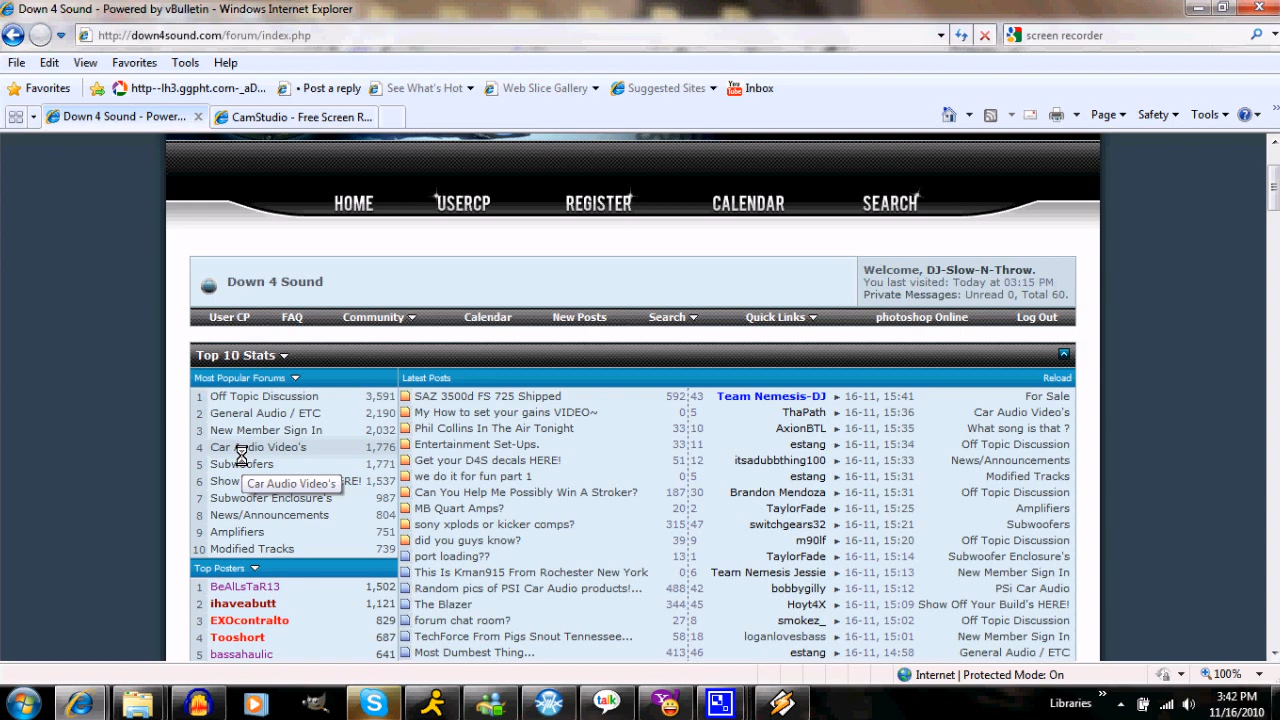 Down 4 Sound - Powered by vBulletin - Windows Internet Explorer
http://down4sound.com/forum/index.php
screen recorder
File Edit View Favorites Tools Help
Favorites http--lh3.ggpht.com-_aD... • Post a reply See What's Hot Web Slice Gallery Suggested Sites You Tube Inbox
Down 4 Sound - Power... x CamStudio - Free Screen R... Page Safety Tools
HOME USERCP REGISTER CALENDAR SEARCH
Down 4 Sound
Welcome, DJ-Slow-N-Throw.
You last visited: Today at 03:15 PM
Private Messages: Unread 0, Total 60.
User CP FAQ Community Calendar New Posts Search Quick Links photoshop Online Log Out
Top 10 Stats
Most Popular Forums
1 Off Topic Discussion 3,591
2 General Audio / ETC 2,190
3 New Member Sign In 2,032
4 Car Audio Video's 1,776
5 Subwoofers 1,771
6 Show RE! 1,537
Car Audio Video's
7 Subwoofer Enclosure's 987
8 News/Announcements 804
9 Amplifiers 751
10 Modified Tracks 739
Top Posters
1 BeAlLsTaR13 1,502
2 ihaveabutt 1,121
3 EXOcontralto 829
4 Tooshort 687
5 bassahaulic 641
Latest Posts Reload
SAZ 3500d FS 725 Shipped 592 43 Team Nemesis-DJ ► 16-11, 15:41 For Sale
My How to set your gains VIDEO~ 0 5 ThaPath ► 16-11, 15:36 Car Audio Video's
Phil Collins In The Air Tonight 33 10 AxionBTL ► 16-11, 15:35 What song is that ?
Entertainment Set-Ups. 33 11 estang ► 16-11, 15:34 Off Topic Discussion
Get your D4S decals HERE! 51 12 itsadubbthing100 ► 16-11, 15:33 News/Announcements
we do it for fun part 1 0 5 estang ► 16-11, 15:31 Modified Tracks
Can You Help Me Possibly Win A Stroker? 187 30 Brandon Mendoza ► 16-11, 15:31 Off Topic Discussion
MB Quart Amps? 20 2 TaylorFade ► 16-11, 15:25 Amplifiers
sony xplods or kicker comps? 315 47 switchgears32 ► 16-11, 15:21 Subwoofers
did you guys know? 39 9 m90lf ► 16-11, 15:20 Off Topic Discussion
port loading?? 13 1 TaylorFade ► 16-11, 15:14 Subwoofer Enclosure's
This Is Kman915 From Rochester New York 0 6 Team Nemesis Jessie ► 16-11, 15:13 New Member Sign In
Random pics of PSI Car Audio products!... 488 42 bobbygilly ► 16-11, 15:12 PSi Car Audio
The Blazer 344 45 Hoyt4X ► 16-11, 15:09 Show Off Your Build's HERE!
forum chat room? 27 8 smokez_ ► 16-11, 15:02 Off Topic Discussion
TechForce From Pigs Snout Tennessee... 58 18 loganlovesbass ► 16-11, 15:01 New Member Sign In
Most Dumbest Thing... 413 46 estang ► 16-11, 14:58 General Audio / ETC
Internet | Protected Mode: On 100%
talk Libraries 3:42 PM
11/16/2010